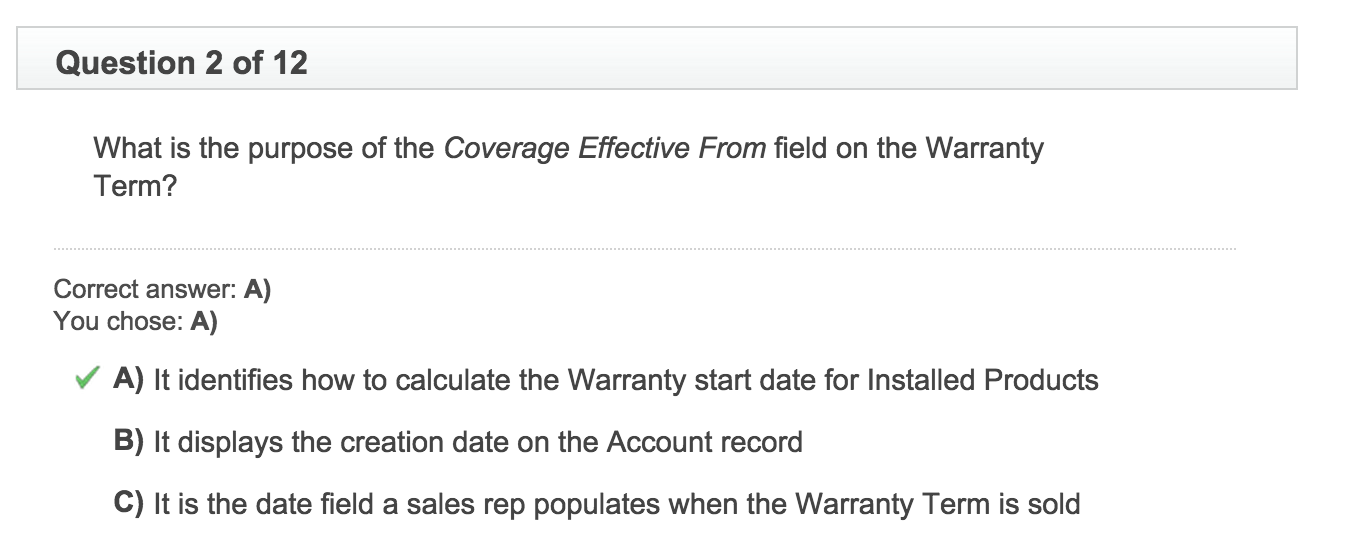 Question 2 of 12
What is the purpose of the Coverage Effective From field on the Warranty
Term?
Correct answer: A)
You chose: A)
A) It identifies how to calculate the Warranty start date for Installed Products
B) It displays the creation date on the Account record
C) It is the date field a sales rep populates when the Warranty Term is sold